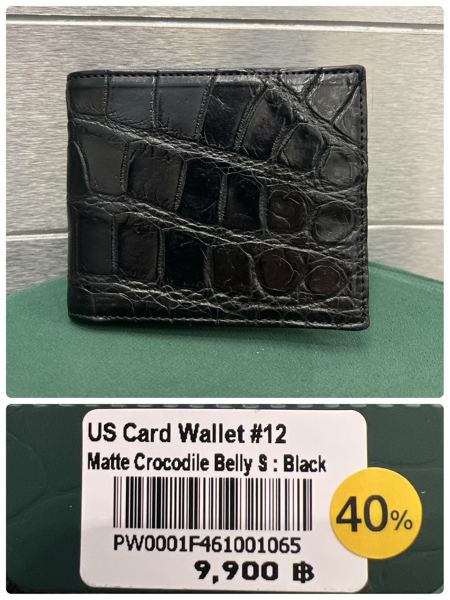 US Card Wallet #12
Matte Crocodile Belly S : Black
40%
PW0001F461001065
9,900 ฿